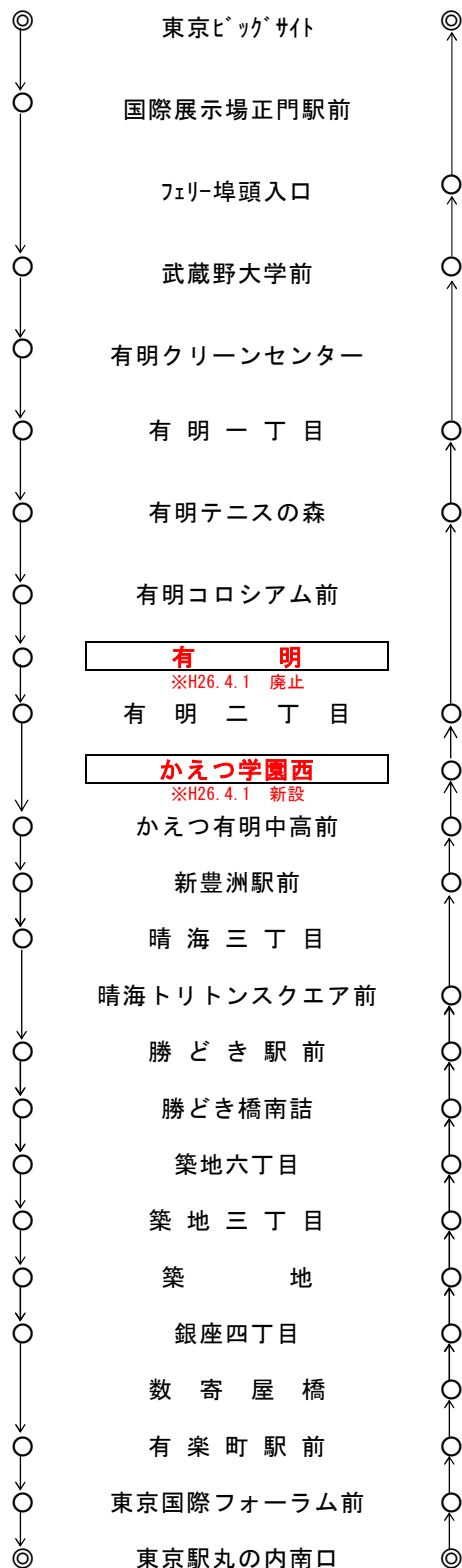 東京ﾋﾞｯｸﾞｻｲﾄ
国際展示場正門駅前
ﾌｪﾘｰ埠頭入口
武蔵野大学前
有明クリーンセンター
有明一丁目
有明テニスの森
有明コロシアム前
有明
※H26.4.1 廃止
有明二丁目
かえつ学園西
※H26.4.1 新設
かえつ有明中高前
新豊洲駅前
晴海三丁目
晴海トリトンスクエア前
勝どき駅前
勝どき橋南詰
築地六丁目
築地三丁目
築地
銀座四丁目
数寄屋橋
有楽町駅前
東京国際フォーラム前
東京駅丸の内南口